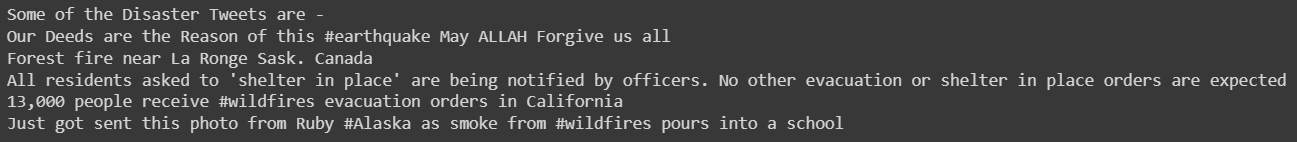 Some of the Disaster Tweets are -
Our Deeds are the Reason of this #earthquake May ALLAH Forgive us all
Forest fire near La Ronge Sask. Canada
All residents asked to 'shelter in place' are being notified by officers. No other evacuation or shelter in place orders are expected
13,000 people receive #wildfires evacuation orders in California
Just got sent this photo from Ruby #Alaska as smoke from #wildfires pours into a school